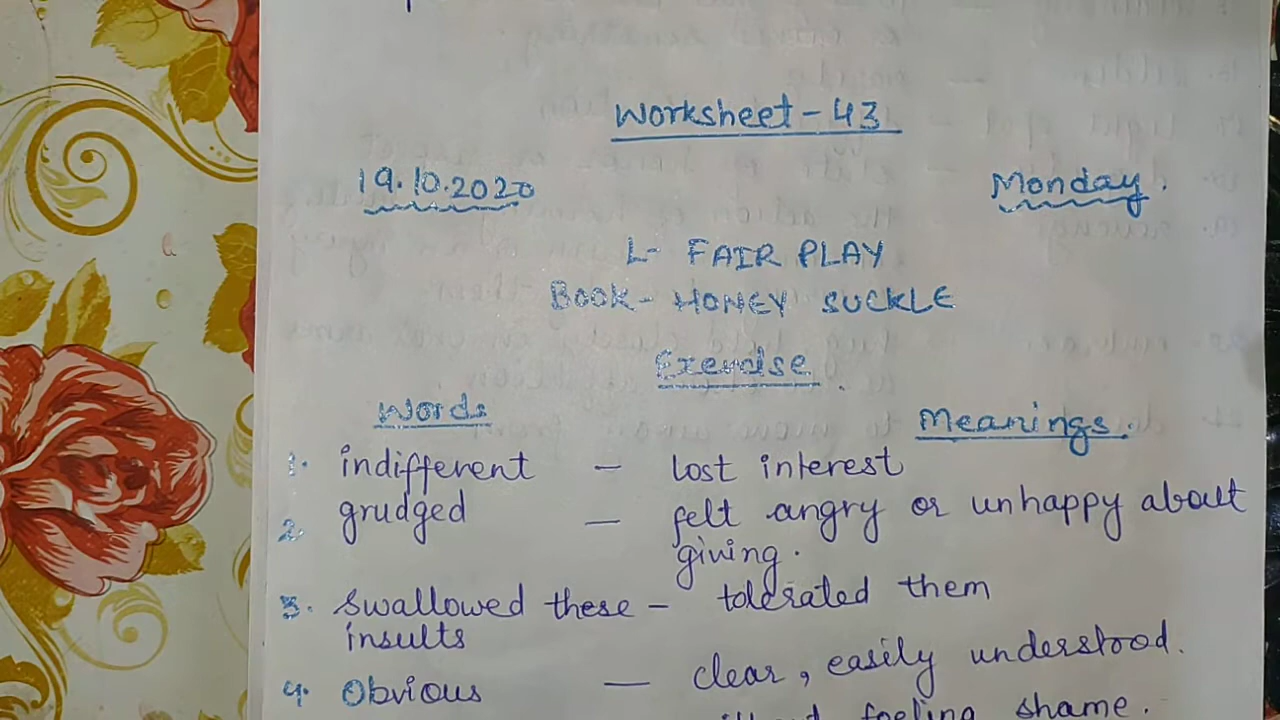 Worksheet - 43
19.10.2020 Monday.
L- FAIR PLAY
BOOK- HONEY SUCKLE
Exercise.
Words Meanings.
1. indifferent - lost interest
2. grudged - felt angry or unhappy about
giving.
3. swallowed these - tolerated them
insults
4. Obvious - clear, easily understood.
feeling shame.